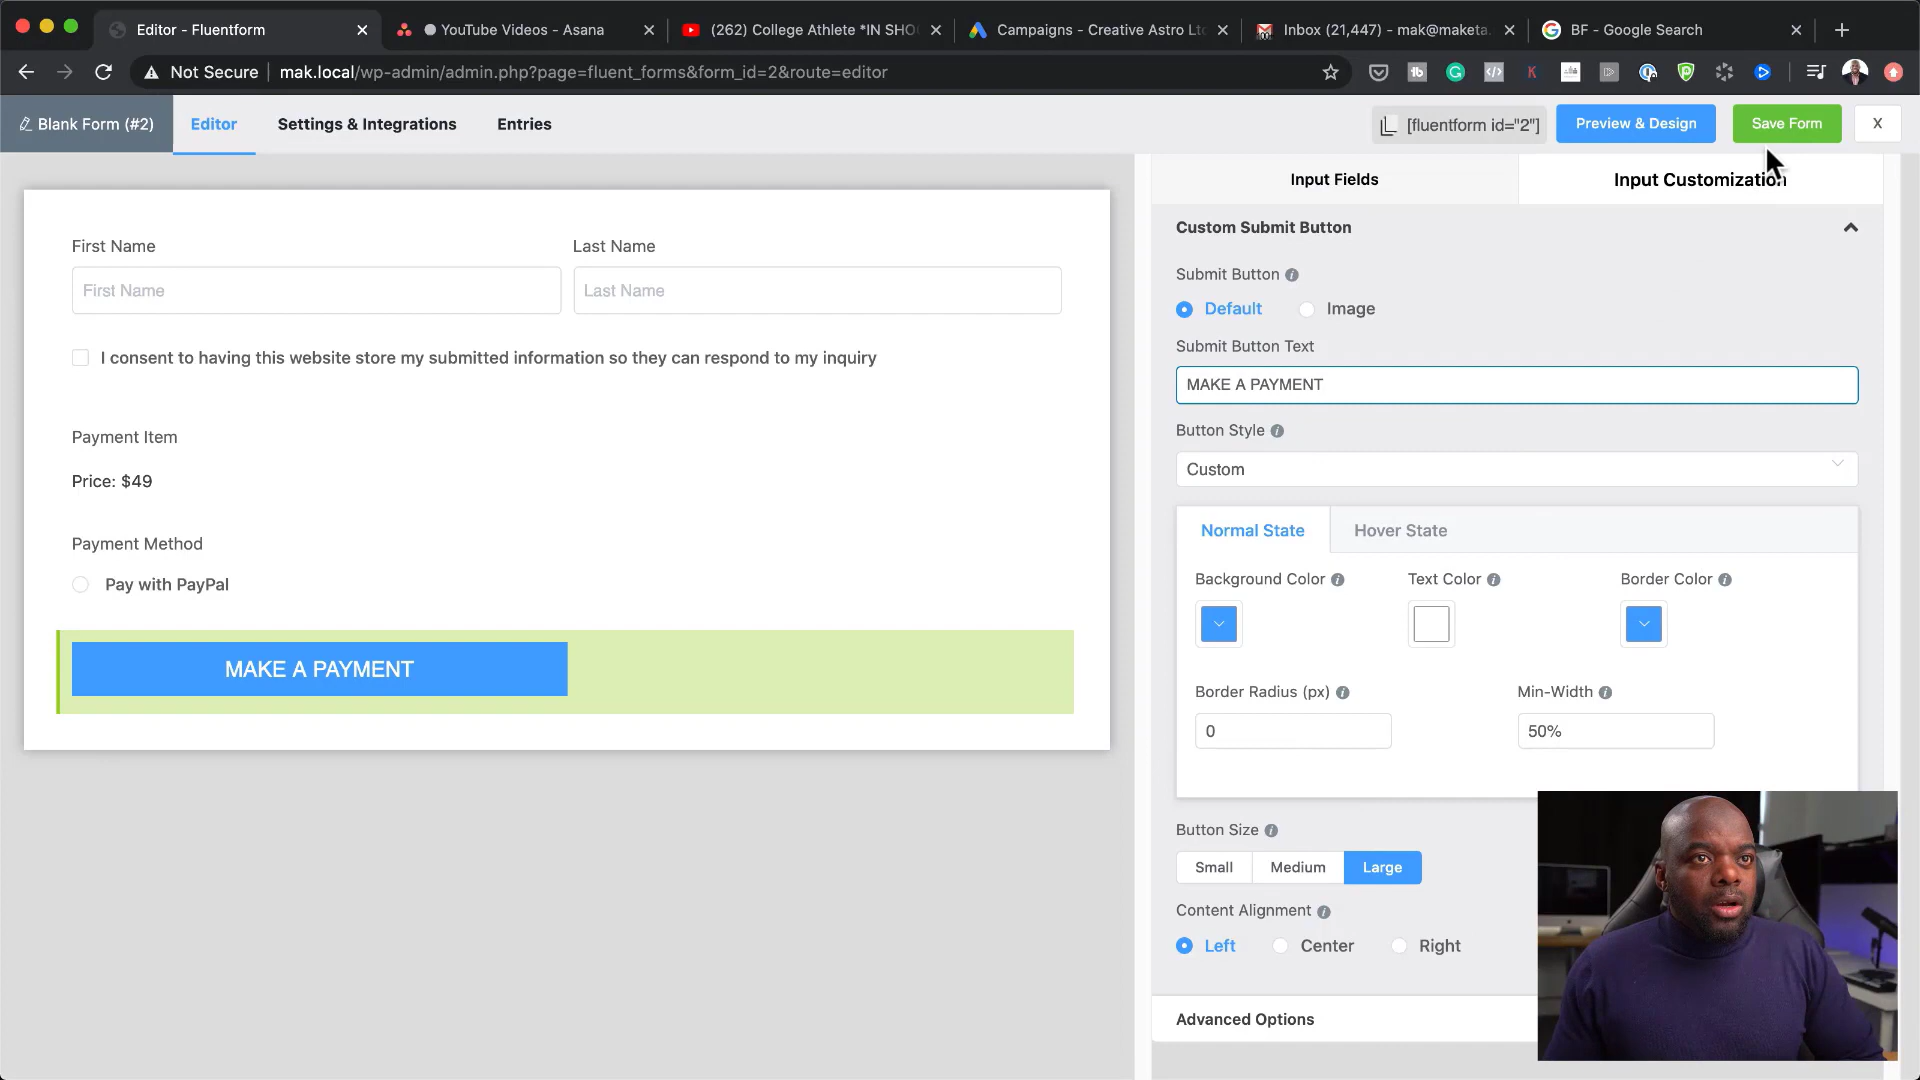 Editor - Fluentform
YouTube Videos - Asana
(262) College Athlete *IN SHO
Campaigns - Creative Astro Ltd
Inbox (21,447) - mak@maketa
BF - Google Search
Not Secure
mak.local/wp-admin/admin.php?page=fluent_forms&form_id=2&route=editor
Blank Form (#2)
Editor
Settings & Integrations
Entries
[fluentform id="2"]
Preview & Design
Save Form
X
Input Fields
Input Customization
First Name
Last Name
First Name
Last Name
I consent to having this website store my submitted information so they can respond to my inquiry
Payment Item
Price: $49
Payment Method
Pay with PayPal
MAKE A PAYMENT
Custom Submit Button
Submit Button
Default
Image
Submit Button Text
MAKE A PAYMENT
Button Style
Custom
Normal State
Hover State
Background Color
Text Color
Border Color
Border Radius (px)
Min-Width
0
50%
Button Size
Small
Medium
Large
Content Alignment
Left
Center
Right
Advanced Options